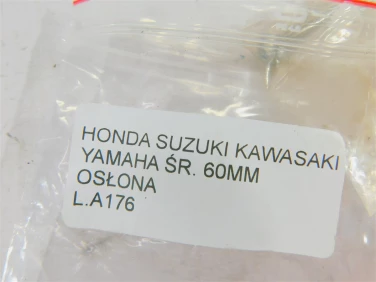 HONDA SUZUKI KAWASAKI
YAMAHA ŚR. 60MM
OSŁONA
L.A176